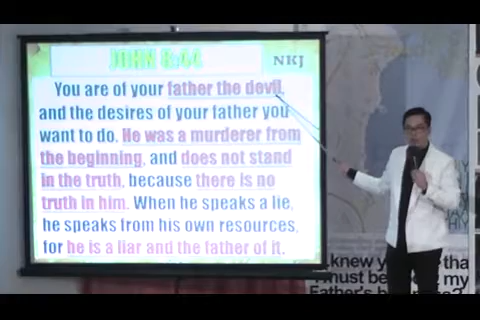 JOHN 8:44
NKJ
You are of your father the devil,
and the desires of your father you
want to do. He was a murderer from
the beginning, and does not stand
in the truth, because there is no
truth in him. When he speaks a lie,
he speaks from his own resources,
for he is a liar and the father of it.
knew
tha
must be
my
Father's